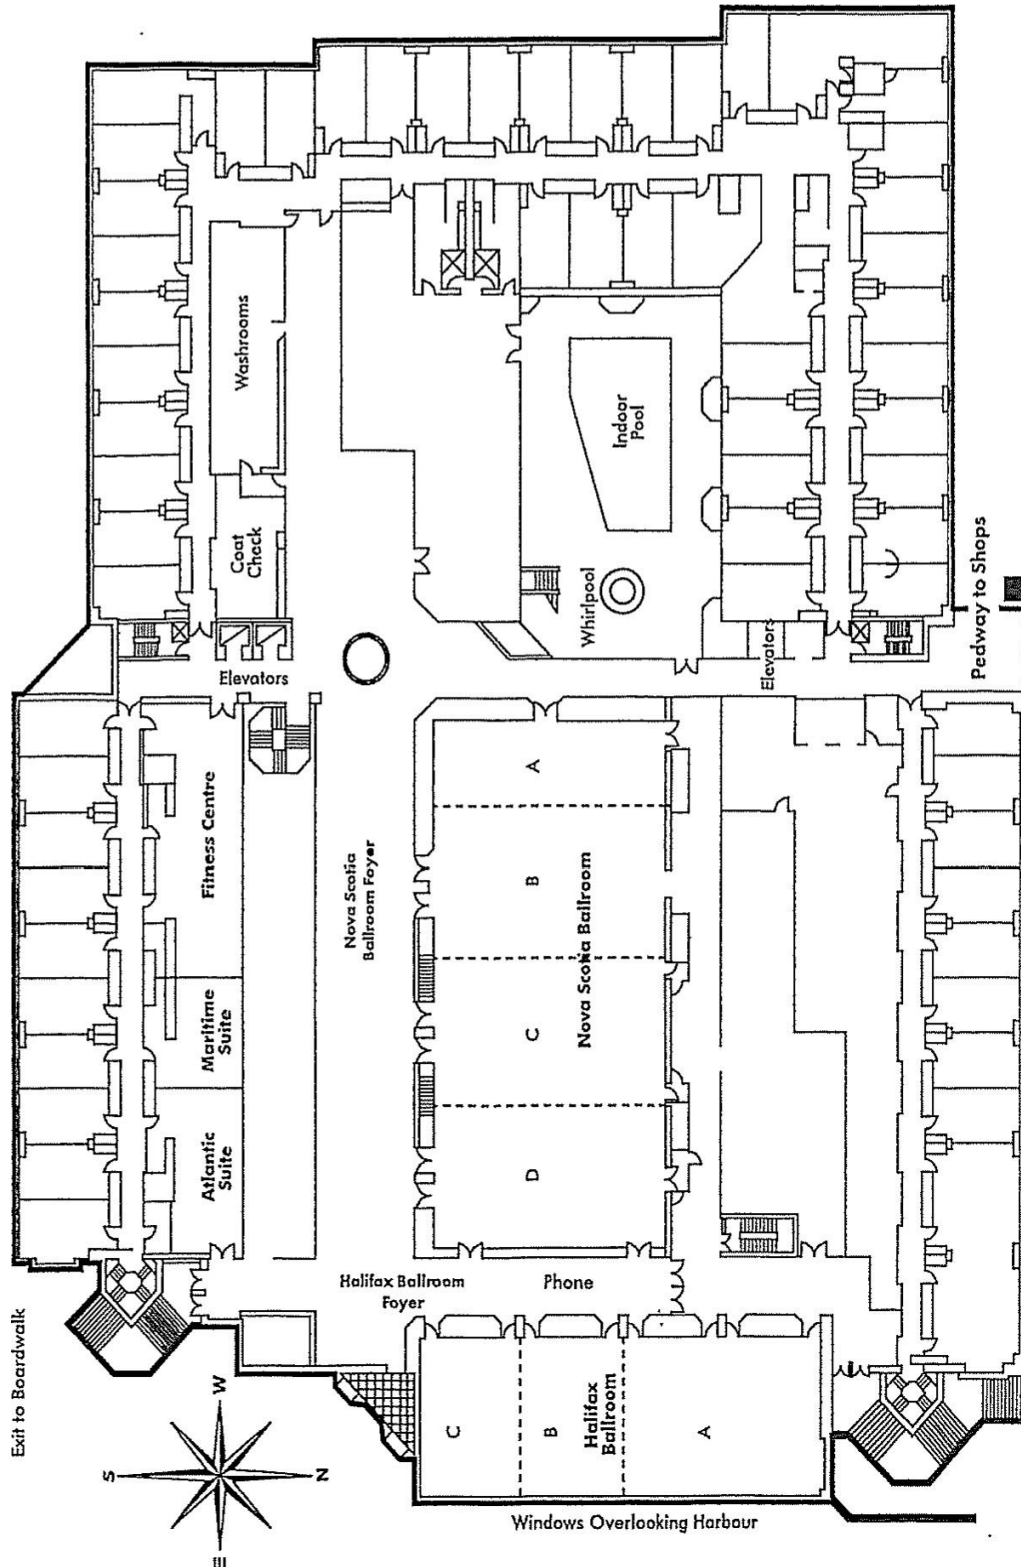 Exit to Boardwalk
S
W
N
E
Atlantic
Suite
Maritime
Suite
Fitness Centre
Elevators
Coat
Check
Washrooms
Halifax Ballroom
Foyer
Phone
Nova Scotia
Ballroom Foyer
D
C
B
A
Nova Scotia Ballroom
C
B
A
Halifax
Ballroom
Windows Overlooking Harbour
Whirlpool
Indoor
Pool
Elevators
Pedway to Shops